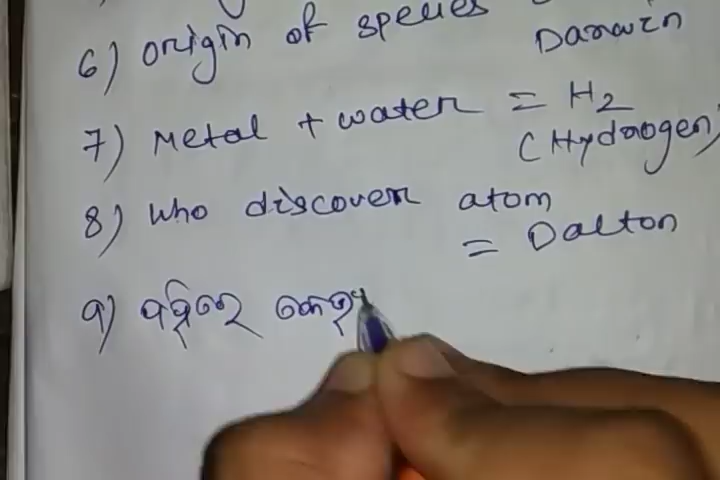 6) Origin of species
Darwin
7) Metal + water = H2
(Hydrogen)
8) Who discover atom
= Dalton
9)